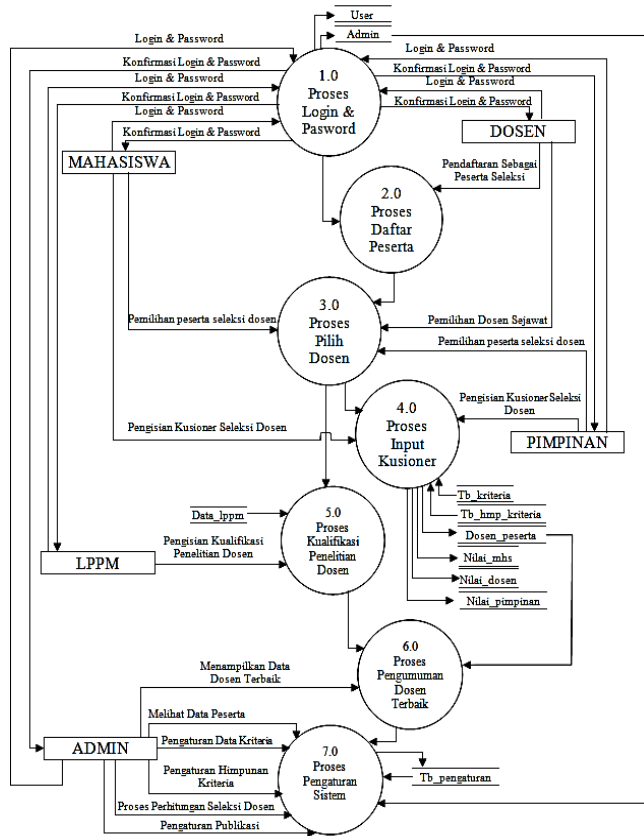 User
Admin
Login & Password
Login & Password
Konfirmasi Login & Password
Konfirmasi Login & Password
Login & Password
1.0
Proses
Login &
Pasword
Login & Password
Konfirmasi Login & Password
Konfirmasi Login & Password
Login & Password
Konfirmasi Login & Password
DOSEN
MAHASISWA
Pendaftaran Sebagai
Peserta Seleksi
2.0
Proses
Daftar
Peserta
3.0
Proses
Pilih
Dosen
Pemilihan peserta seleksi dosen
Pemilihan Dosen Sejawat
Pemilihan peserta seleksi dosen
4.0
Proses
Input
Kusioner
Pengisian Kusioner Seleksi
Dosen
Pengisian Kusioner Seleksi Dosen
PIMPINAN
Tb_kriteria
Tb_hmp_kriteria
Dosen_peserta
Nilai_mhs
Nilai_dosen
Nilai_pimpinan
Data_lppm
5.0
Proses
Kualifikasi
Penelitian
Dosen
Pengisian Kualifikasi
Penelitian Dosen
LPPM
6.0
Proses
Pengumuman
Dosen
Terbaik
Menampilkan Data
Dosen Terbaik
Melihat Data Peserta
ADMIN
Pengaturan Data Kriteria
7.0
Proses
Pengaturan
Sistem
Tb_pengaturan
Pengaturan Himpunan
Kriteria
Proses Perhitungan Seleksi Dosen
Pengaturan Publikasi